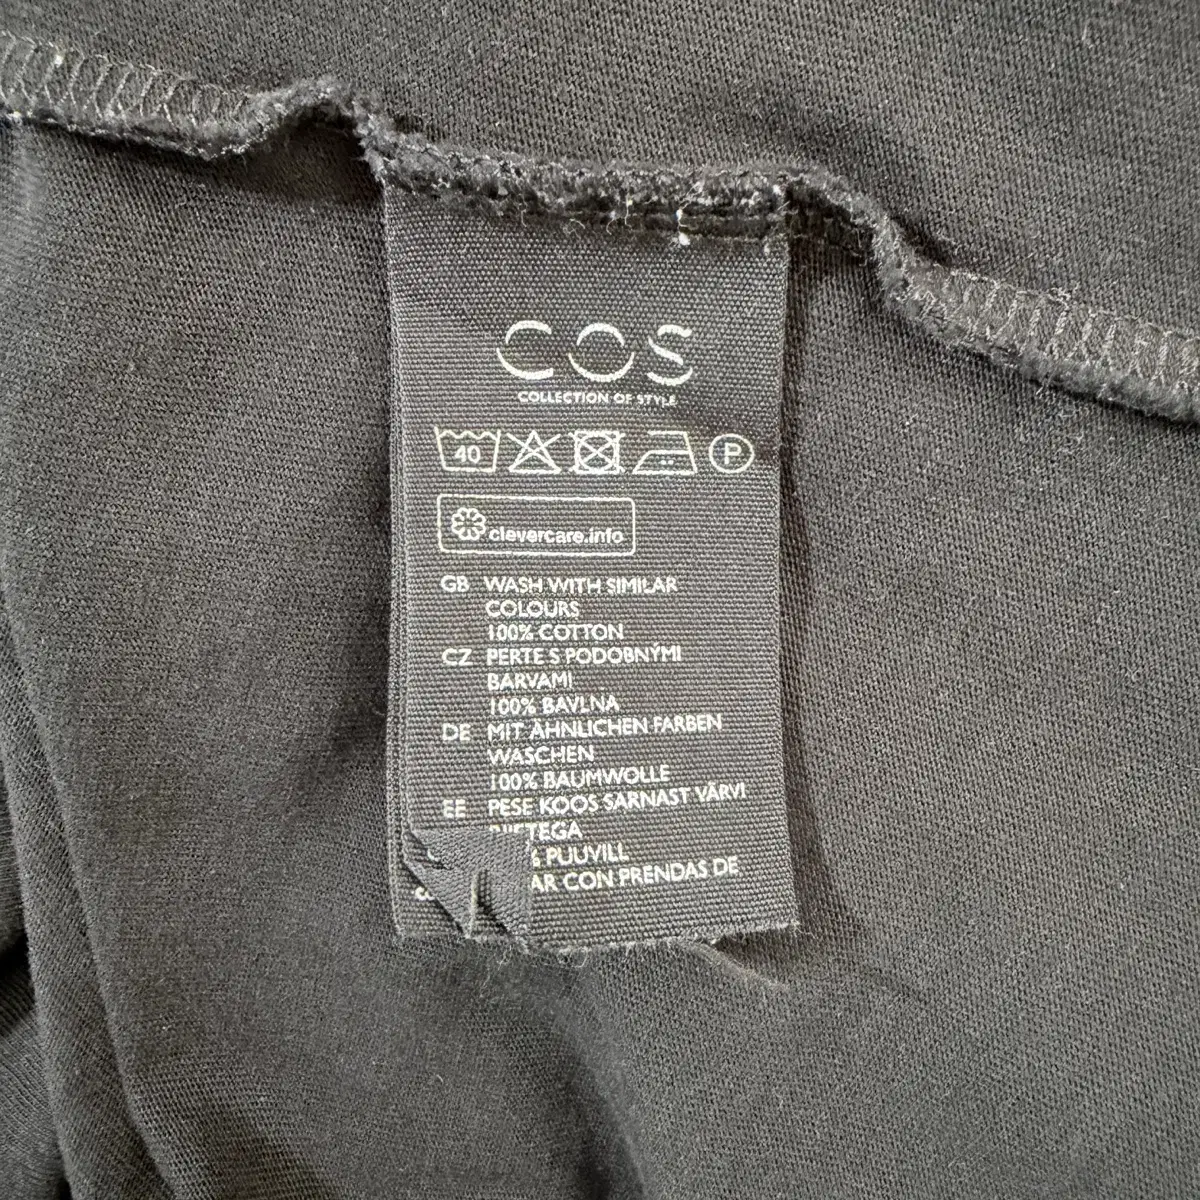 COS
COLLECTION OF STYLE
40 P
clevercare.info
GB WASH WITH SIMILAR
COLOURS
100% COTTON
CZ PERTE S PODOBNÝMI
BARVAMI
100% BAVLNA
DE MIT ÄHNLICHEN FARBEN
WASCHEN
100% BAUMWOLLE
EE PESE KOOS SARNAST VÄRVI
% PUUVILL
AR CON PRENDAS DE